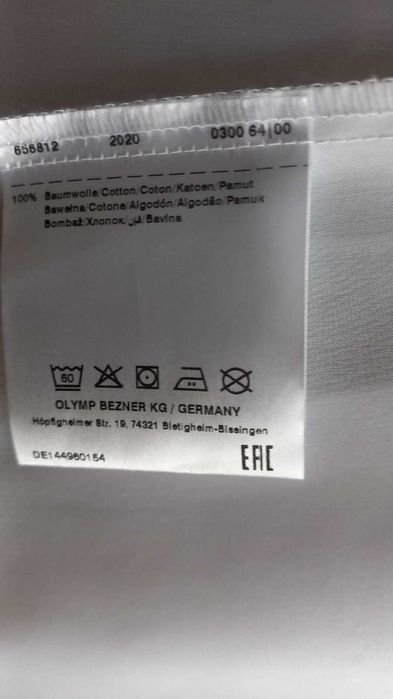 656812 2020 0300 64|00
100% Baumwolle/Cotton/Coton/Katoen/Pamut
Bawełna/Cotone/Algodón/Algodão/Pamuk
Bombaž/Хлопок/قطن/Bavlna
60
OLYMP BEZNER KG / GERMANY
Höpfigheimer Str. 19, 74321 Bietigheim-Bissingen
DE144960154 EAC